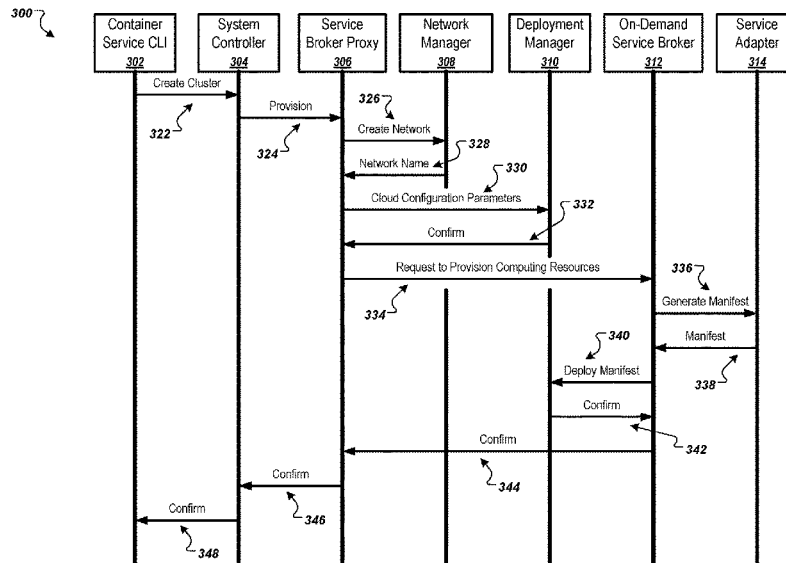 300
Container
Service CLI
302
System
Controller
304
Service
Broker Proxy
306
Network
Manager
308
Deployment
Manager
310
On-Demand
Service Broker
312
Service
Adapter
314
Create Cluster
322
Provision
324
326
Create Network
328
Network Name
330
Cloud Configuration Parameters
332
Confirm
Request to Provision Computing Resources
334
336
Generate Manifest
Manifest
338
340
Deploy Manifest
Confirm
342
Confirm
344
Confirm
346
Confirm
348